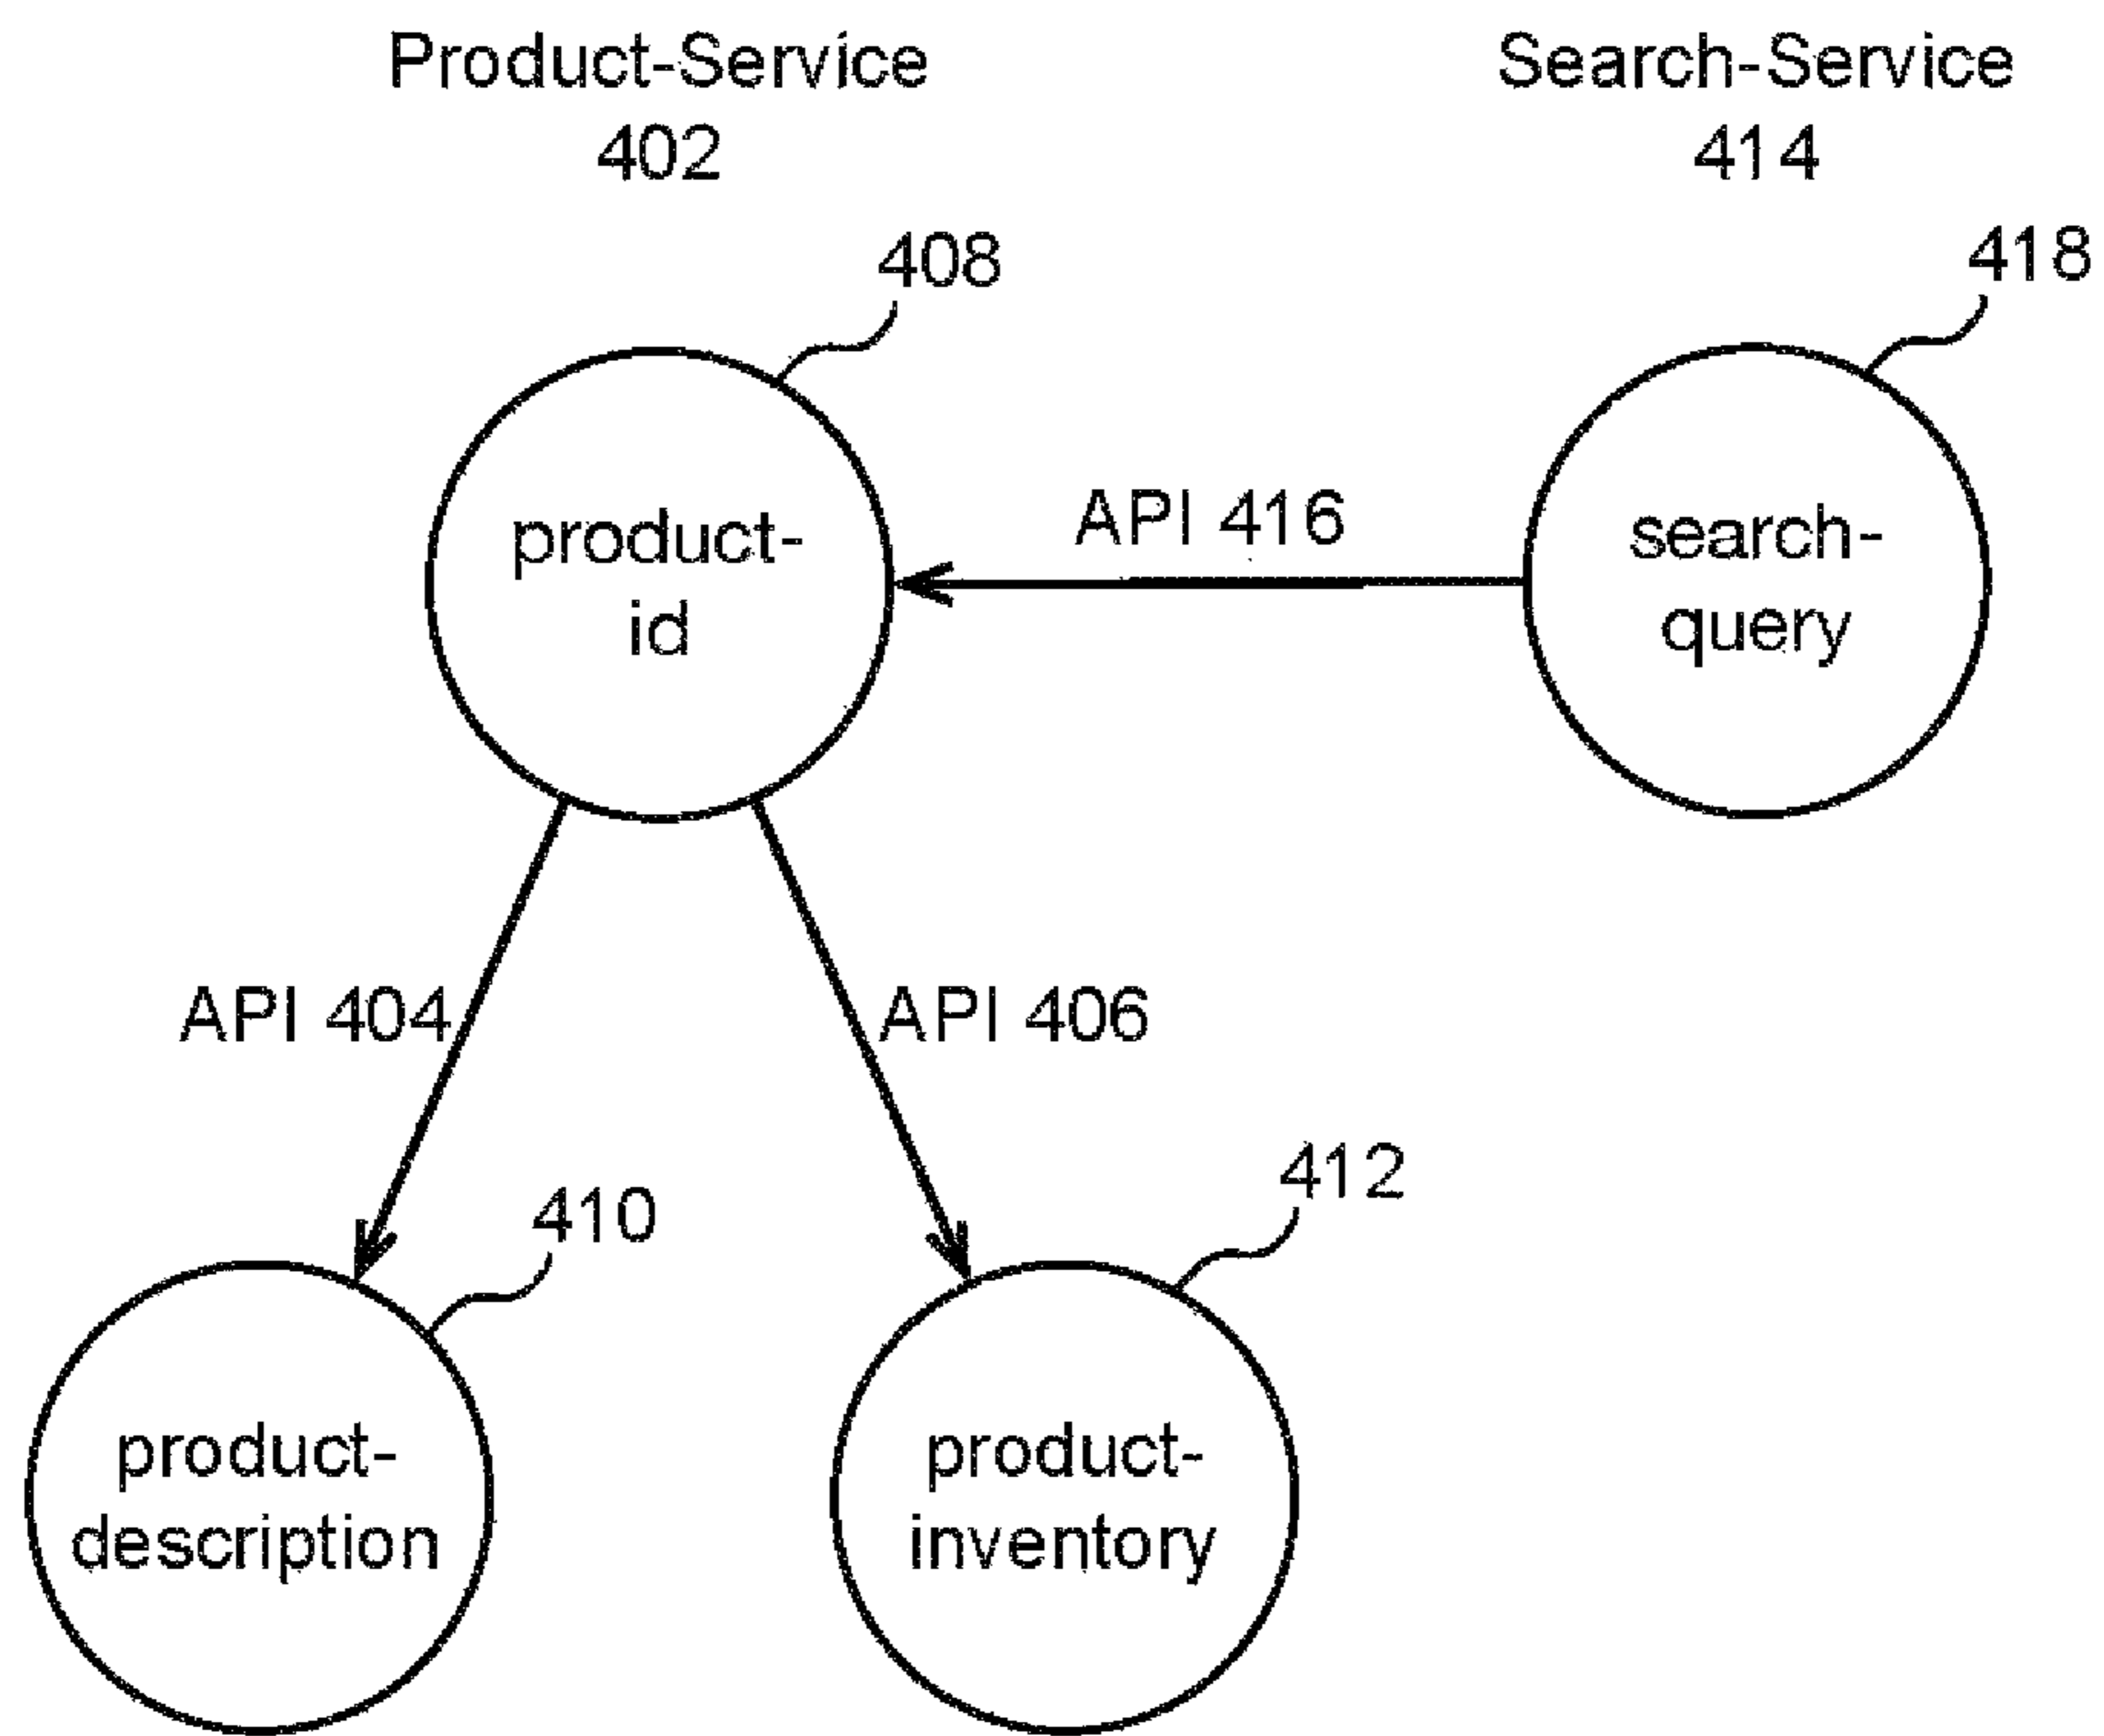 Product-Service
402
Search-Service
414
408
418
product-
id
API 416
search-
query
API 404
API 406
410
412
product-
description
product-
inventory